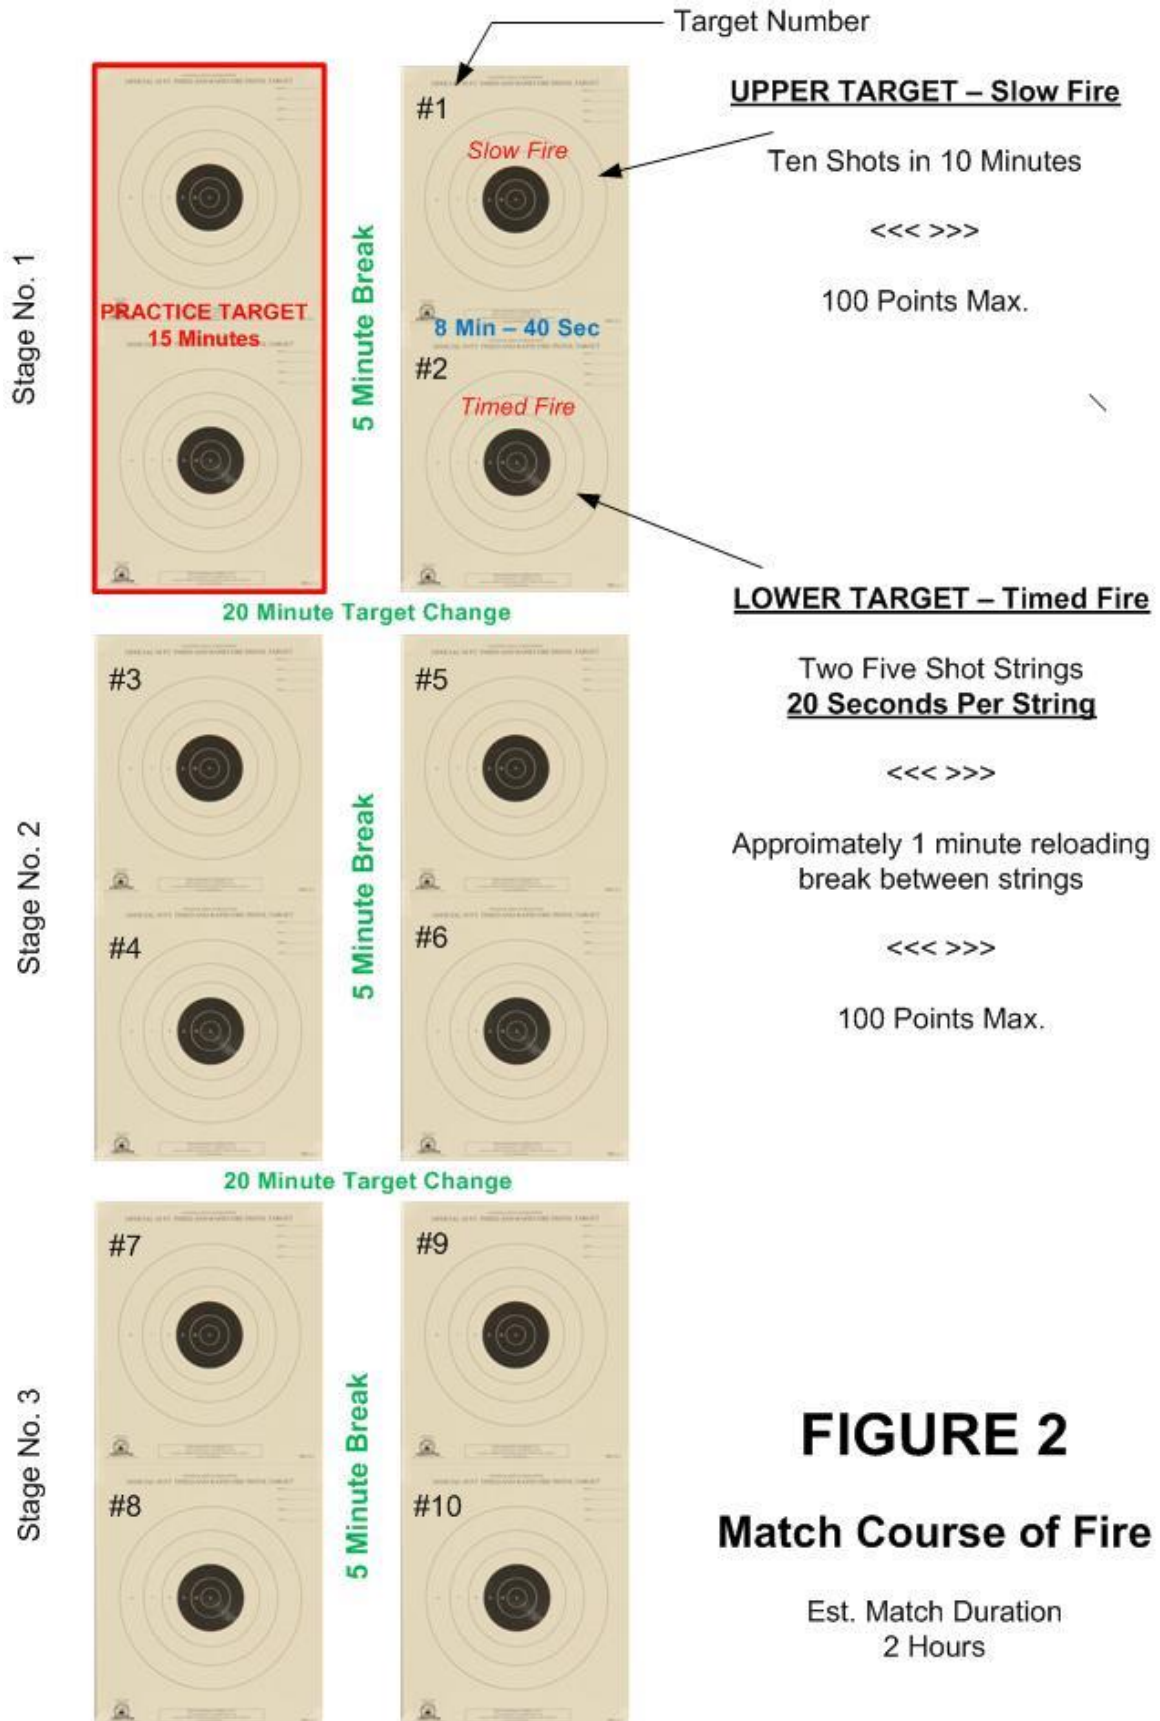 Target Number
UPPER TARGET – Slow Fire
Ten Shots in 10 Minutes
<<< >>>
100 Points Max.
Stage No. 1
PRACTICE TARGET
15 Minutes
5 Minute Break
#1
Slow Fire
8 Min – 40 Sec
#2
Timed Fire
LOWER TARGET – Timed Fire
Two Five Shot Strings
20 Seconds Per String
<<< >>>
Approimately 1 minute reloading
break between strings
<<< >>>
100 Points Max.
20 Minute Target Change
Stage No. 2
#3
#4
5 Minute Break
#5
#6
20 Minute Target Change
Stage No. 3
#7
#8
5 Minute Break
#9
#10
FIGURE 2
Match Course of Fire
Est. Match Duration
2 Hours